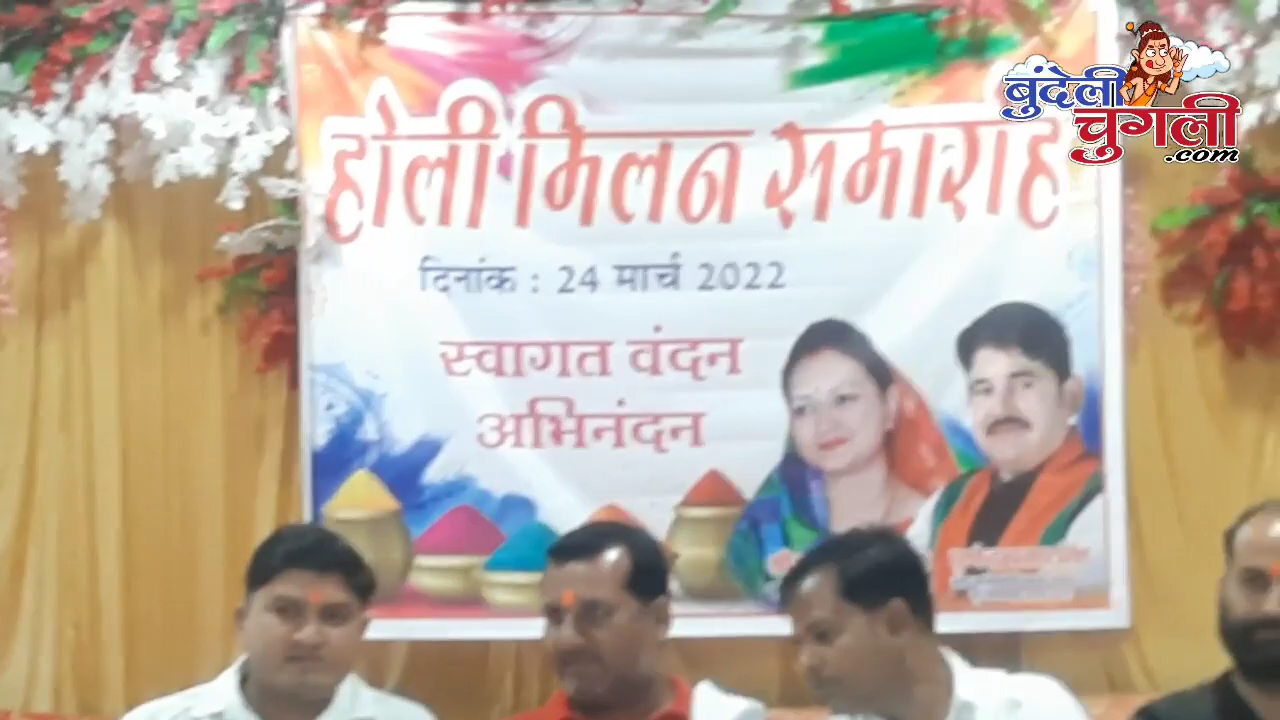 बुंदेली
चुगली
.com
होली मिलन समारोह
दिनांक : 24 मार्च 2022
स्वागत वंदन
अभिनंदन